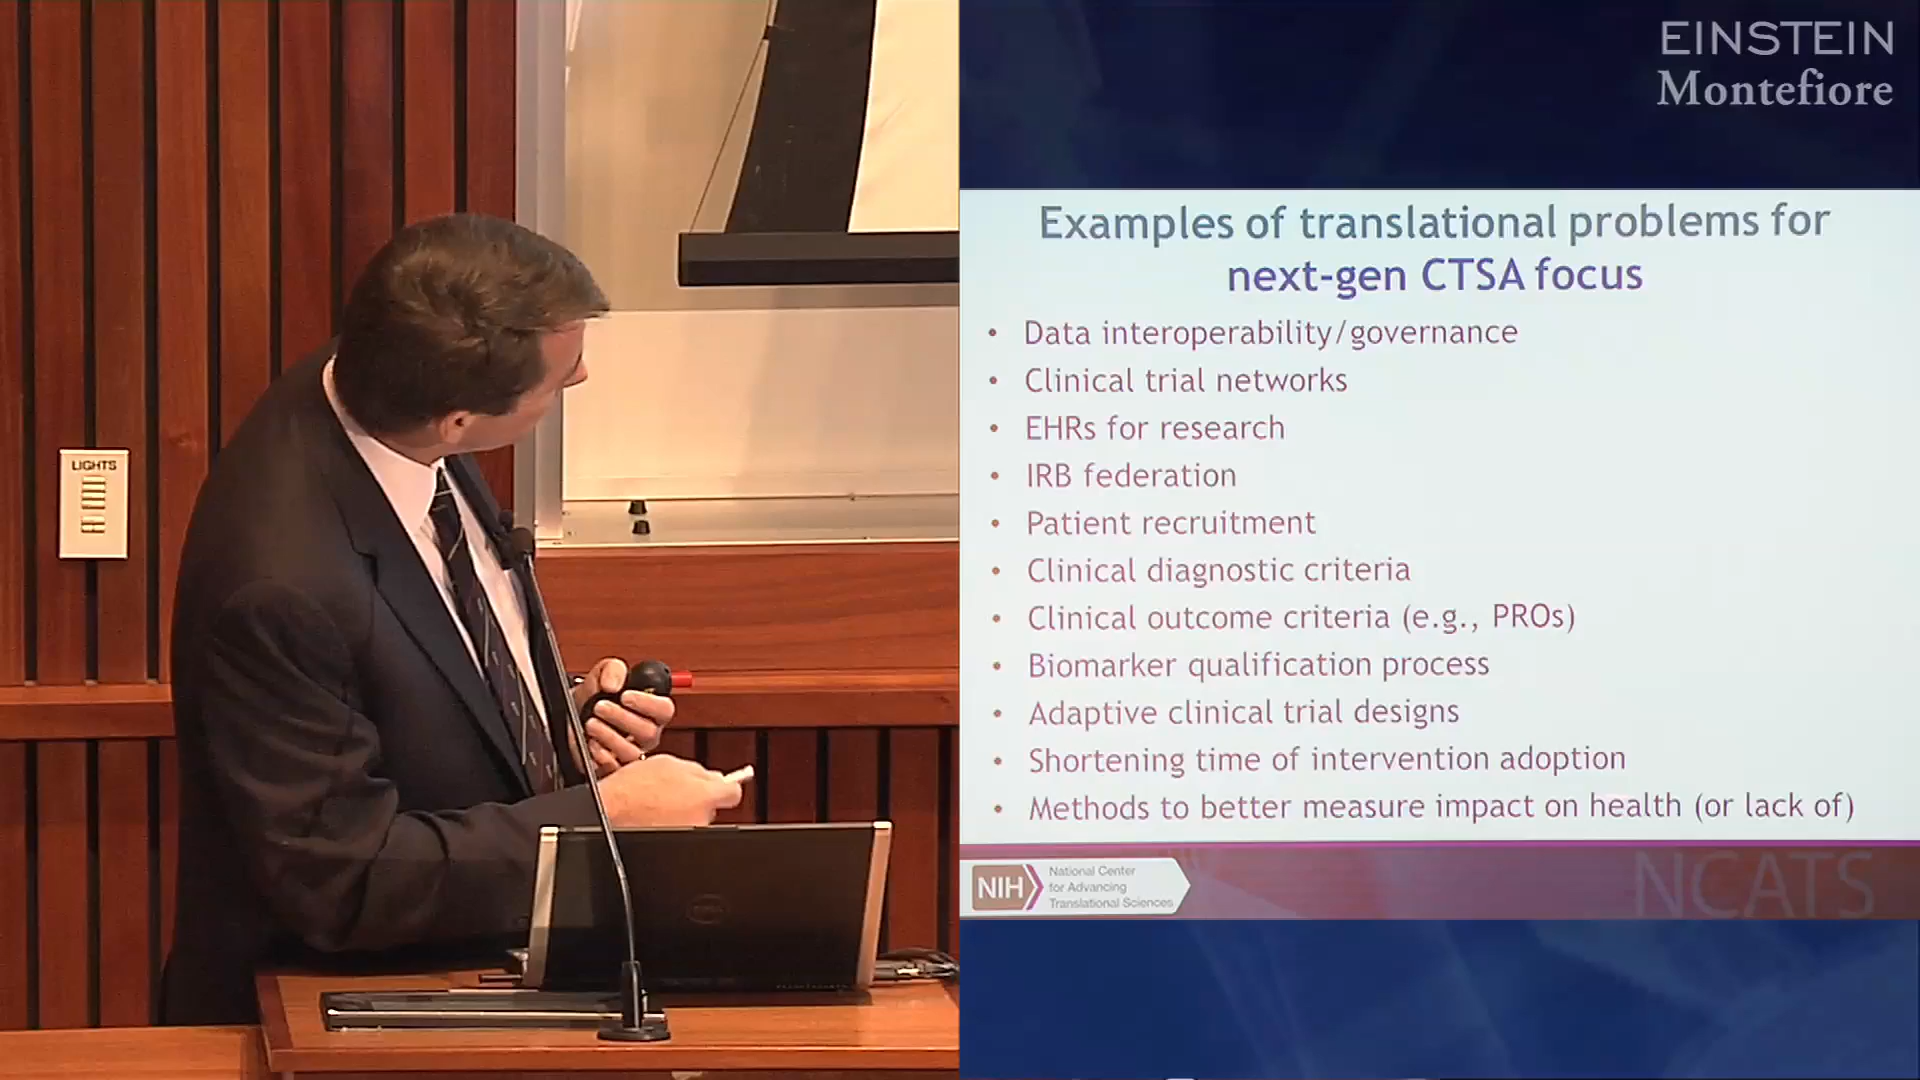 LIGHTS
EINSTEIN
Montefiore
Examples of translational problems for
next-gen CTSA focus
• Data interoperability/governance
• Clinical trial networks
• EHRs for research
• IRB federation
• Patient recruitment
• Clinical diagnostic criteria
• Clinical outcome criteria (e.g., PROs)
• Biomarker qualification process
• Adaptive clinical trial designs
• Shortening time of intervention adoption
• Methods to better measure impact on health (or lack of)
NIH
National Center
for Advancing
Translational Sciences
NCATS
DELL